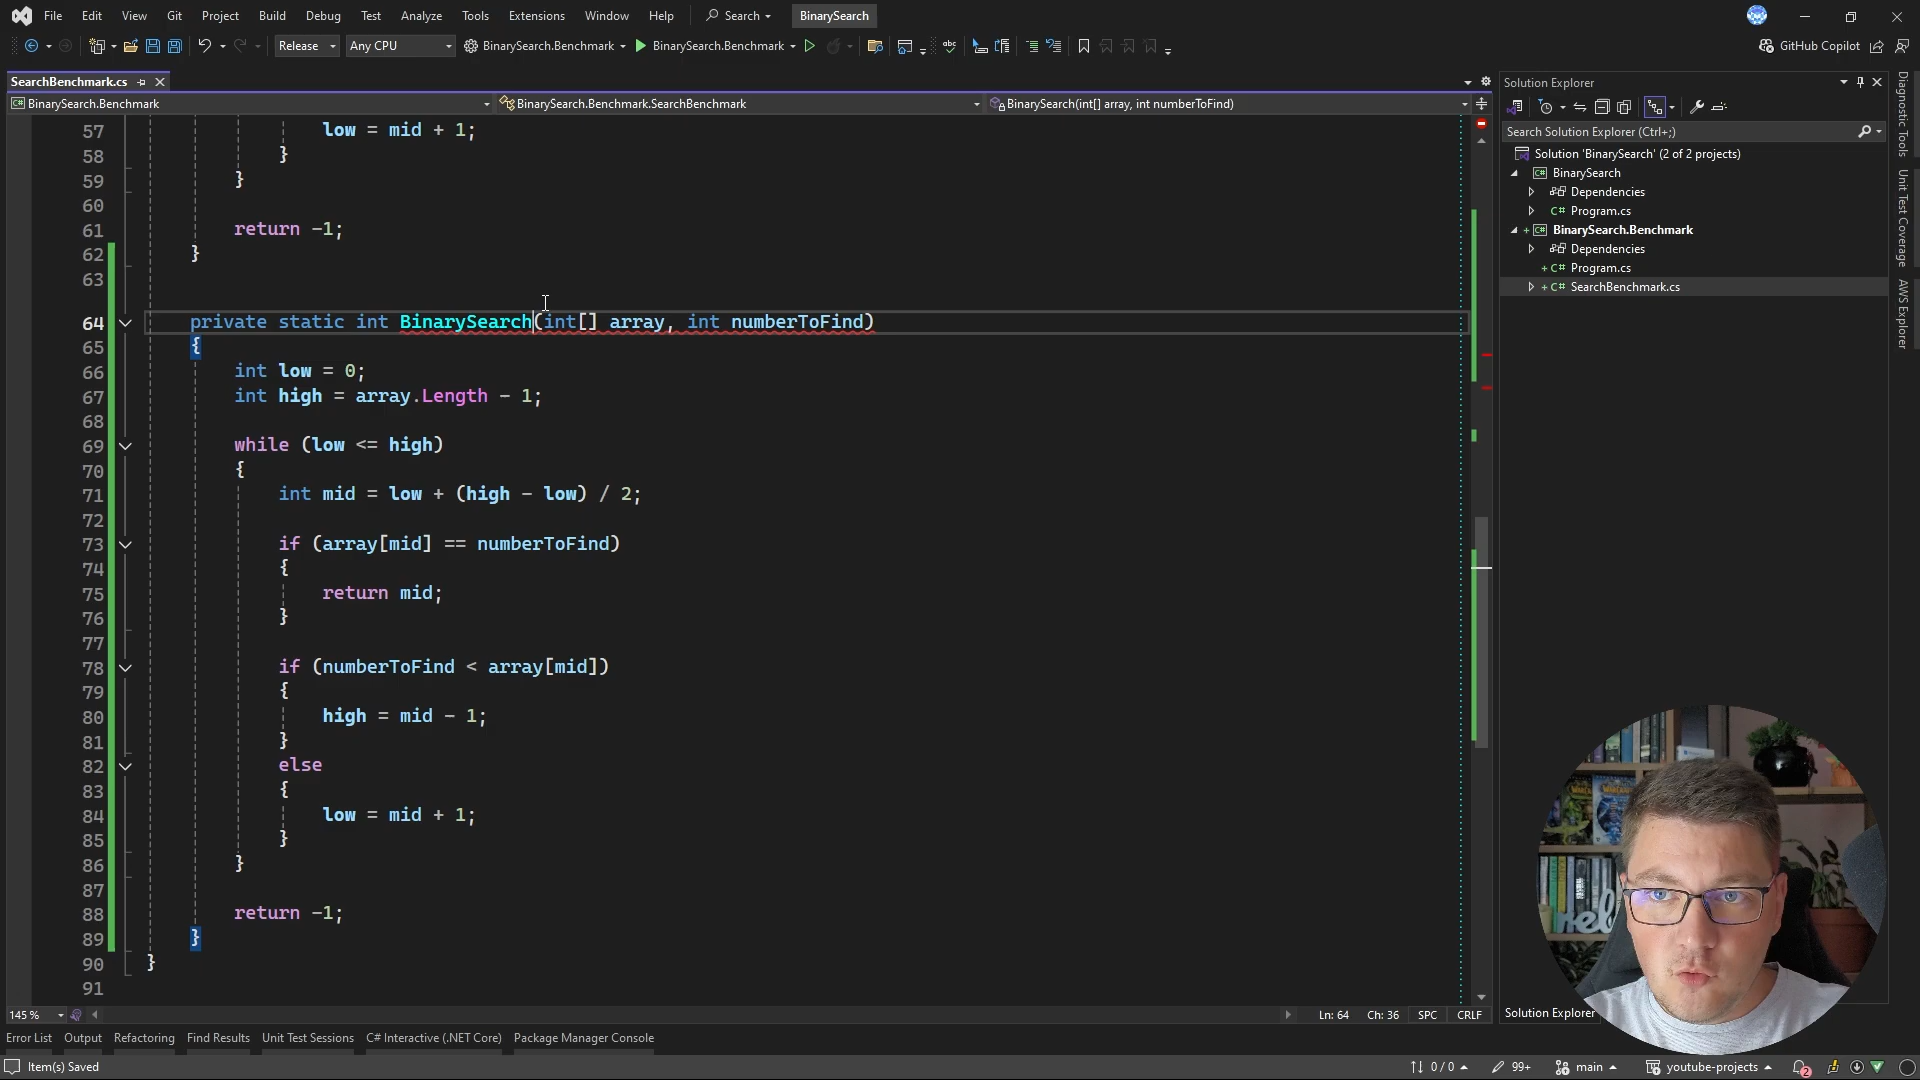 File Edit View Git Project Build Debug Test Analyze Tools Extensions Window Help Search BinarySearch
Release Any CPU BinarySearch.Benchmark BinarySearch.Benchmark GitHub Copilot
SearchBenchmark.cs
BinarySearch.Benchmark BinarySearch.Benchmark.SearchBenchmark BinarySearch(int[] array, int numberToFind)
57 low = mid + 1;
58 }
59 }
60
61 return -1;
62 }
63
64 private static int BinarySearch(int[] array, int numberToFind)
65 {
66 int low = 0;
67 int high = array.Length - 1;
68
69 while (low <= high)
70 {
71 int mid = low + (high - low) / 2;
72
73 if (array[mid] == numberToFind)
74 {
75 return mid;
76 }
77
78 if (numberToFind < array[mid])
79 {
80 high = mid - 1;
81 }
82 else
83 {
84 low = mid + 1;
85 }
86 }
87
88 return -1;
89 }
90 }
91
145 % Ln: 64 Ch: 36 SPC CRLF
Solution Explorer
Search Solution Explorer (Ctrl+;)
Solution 'BinarySearch' (2 of 2 projects)
BinarySearch
Dependencies
C# Program.cs
BinarySearch.Benchmark
Dependencies
+ C# Program.cs
+ C# SearchBenchmark.cs
Solution Explorer
Diagnostic Tools
Unit Test Coverage
AWS Explorer
Error List Output Refactoring Find Results Unit Test Sessions C# Interactive (.NET Core) Package Manager Console
Item(s) Saved 0 / 0 99+ main youtube-projects 2